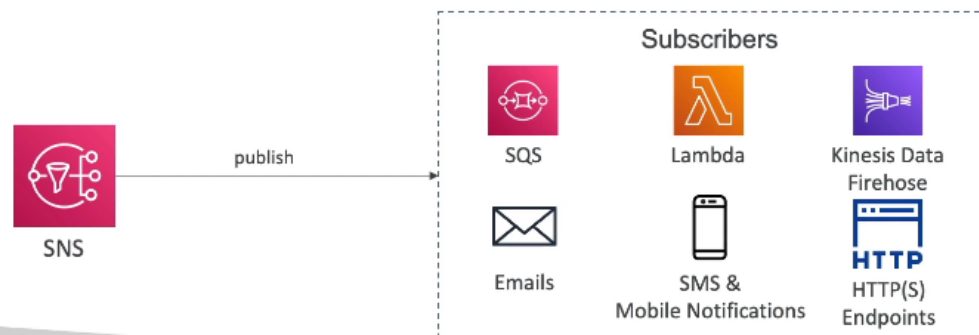 Subscribers
publish
SNS
SQS
Lambda
Kinesis Data
Firehose
Emails
SMS &
Mobile Notifications
HTTP
HTTP(S)
Endpoints